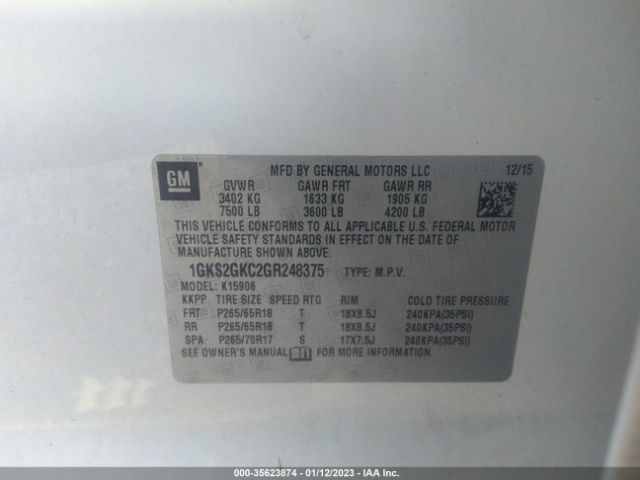 GM
MFD BY GENERAL MOTORS LLC 12/15
GVWR GAWR FRT GAWR RR
3402 KG 1633 KG 1905 KG
7500 LB 3600 LB 4200 LB
THIS VEHICLE CONFORMS TO ALL APPLICABLE U.S. FEDERAL MOTOR
VEHICLE SAFETY STANDARDS IN EFFECT ON THE DATE OF
MANUFACTURE SHOWN ABOVE.
1GKS2GKC2GR248375 TYPE: M.P.V.
MODEL: K15906
KKPP TIRE SIZE SPEED RTG RIM COLD TIRE PRESSURE
FRT P265/65R18 T 18X8.5J 240KPA(35PSI)
RR P265/65R18 T 18X8.5J 240KPA(35PSI)
SPA P265/70R17 S 17X7.5J 240KPA(35PSI)
SEE OWNER'S MANUAL FOR MORE INFORMATION
000-35623874 - 01/12/2023 - IAA Inc.